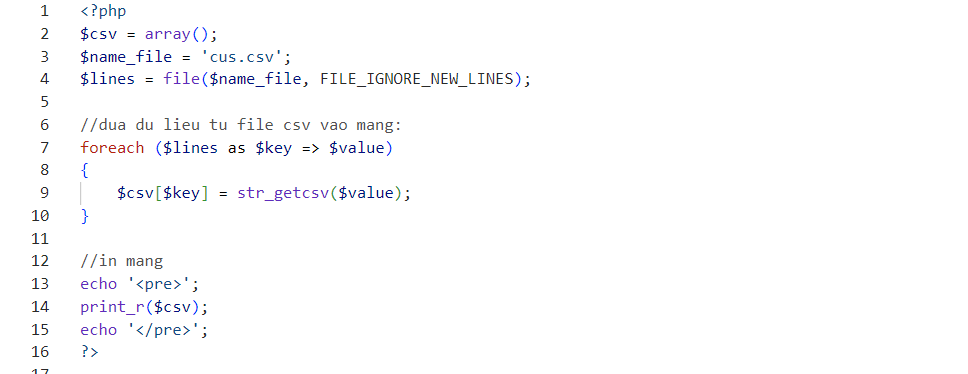 1 <?php
2 $csv = array();
3 $name_file = 'cus.csv';
4 $lines = file($name_file, FILE_IGNORE_NEW_LINES);
5
6 //dua du lieu tu file csv vao mang:
7 foreach ($lines as $key => $value)
8 {
9 $csv[$key] = str_getcsv($value);
10 }
11
12 //in mang
13 echo '<pre>';
14 print_r($csv);
15 echo '</pre>';
16 ?>
17